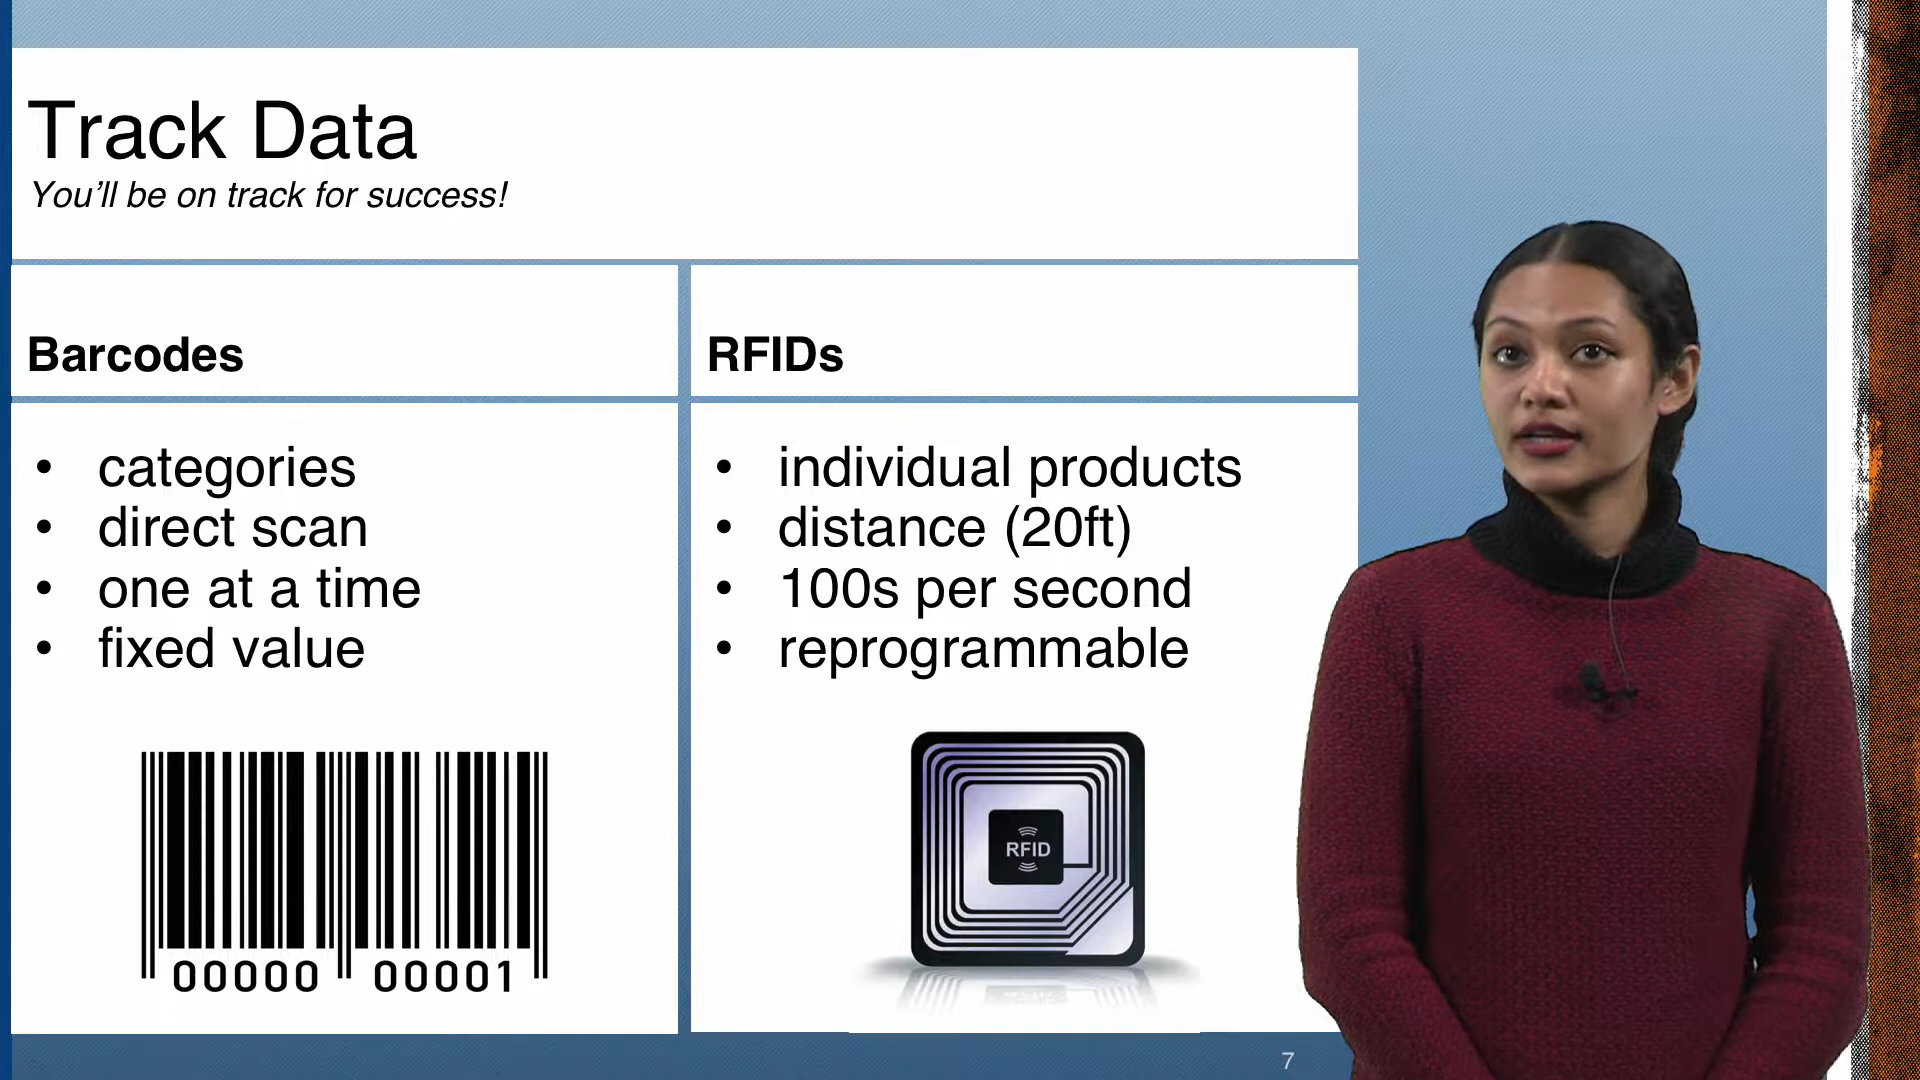 Track Data
You'll be on track for success!
Barcodes
• categories
• direct scan
• one at a time
• fixed value
00000 00001
RFIDs
• individual products
• distance (20ft)
• 100s per second
• reprogrammable
RFID
7